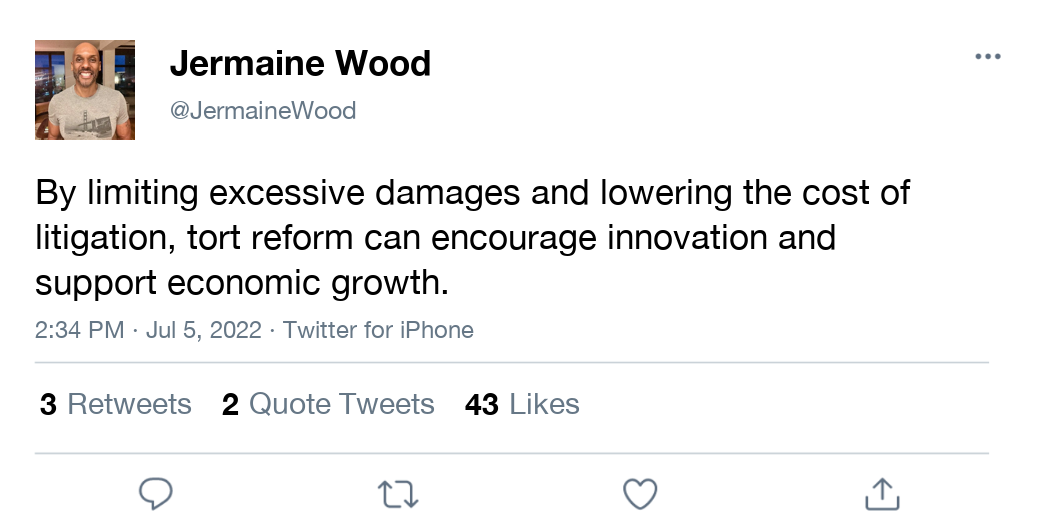 Jermaine Wood
@JermaineWood
By limiting excessive damages and lowering the cost of
litigation, tort reform can encourage innovation and
support economic growth.
2:34 PM · Jul 5, 2022 · Twitter for iPhone
3 Retweets 2 Quote Tweets 43 Likes